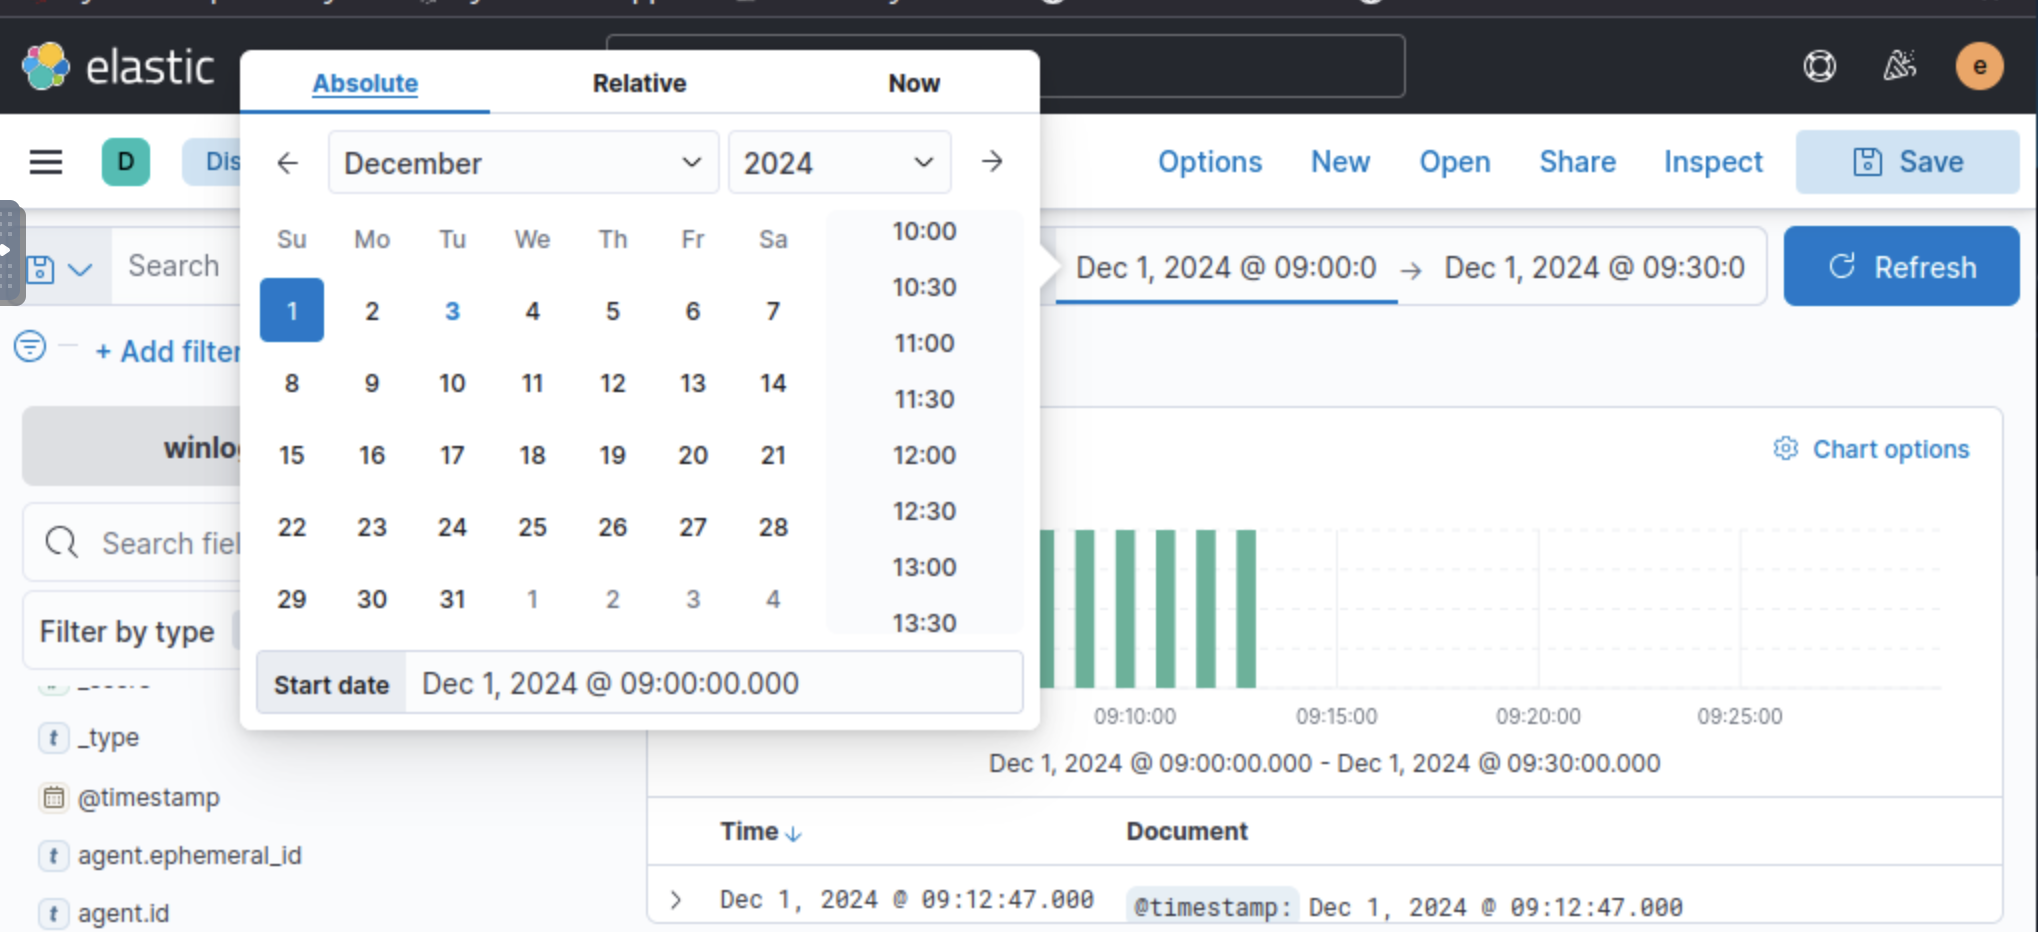 elastic
e
Absolute Relative Now
D
Dis
December 2024
Options New Open Share Inspect Save
Su Mo Tu We Th Fr Sa
1 2 3 4 5 6 7
8 9 10 11 12 13 14
15 16 17 18 19 20 21
22 23 24 25 26 27 28
29 30 31 1 2 3 4
10:00
10:30
11:00
11:30
12:00
12:30
13:00
13:30
Start date Dec 1, 2024 @ 09:00:00.000
Search
Dec 1, 2024 @ 09:00:0 → Dec 1, 2024 @ 09:30:0
Refresh
+ Add filter
winlo
Search fiel
Filter by type
t _type
@timestamp
t agent.ephemeral_id
t agent.id
Chart options
09:10:00 09:15:00 09:20:00 09:25:00
Dec 1, 2024 @ 09:00:00.000 - Dec 1, 2024 @ 09:30:00.000
Time Document
Dec 1, 2024 @ 09:12:47.000 @timestamp: Dec 1, 2024 @ 09:12:47.000